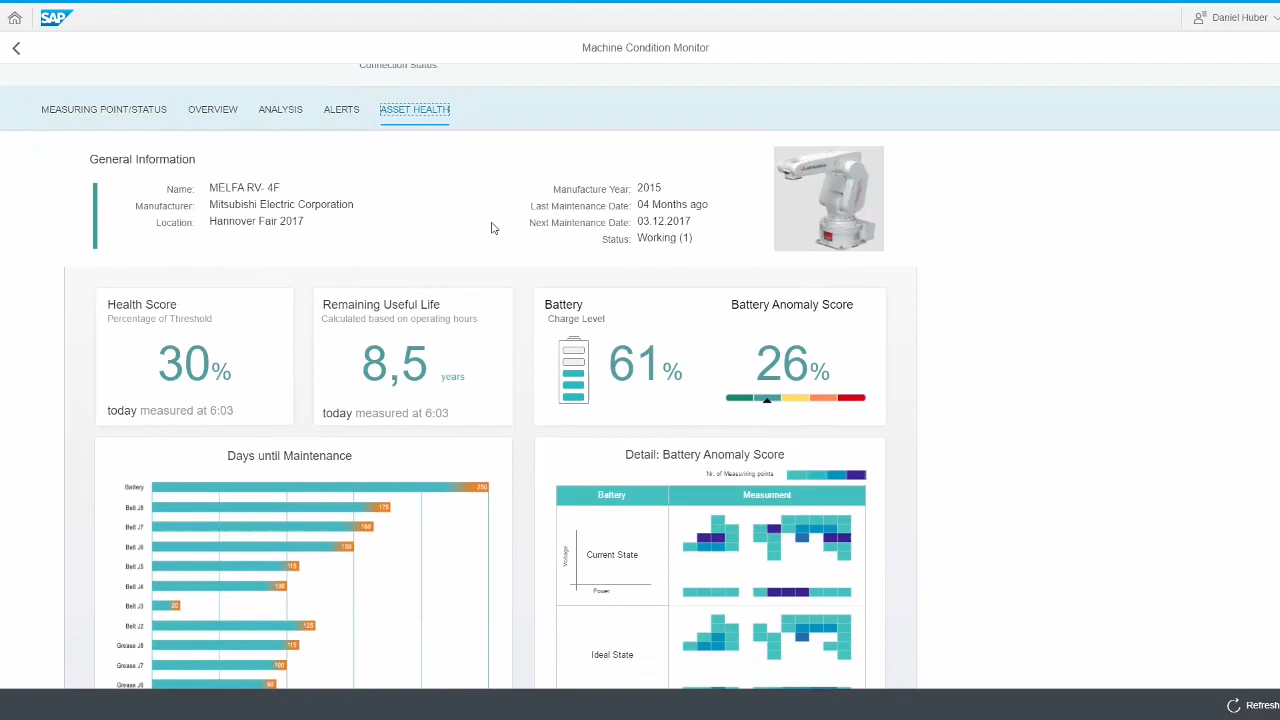 SAP
Daniel Huber
Machine Condition Monitor
Connection Status:
MEASURING POINT/STATUS OVERVIEW ANALYSIS ALERTS ASSET HEALTH
General Information
Name: MELFA RV- 4F
Manufacturer: Mitsubishi Electric Corporation
Location: Hannover Fair 2017
Manufacture Year: 2015
Last Maintenance Date: 04 Months ago
Next Maintenance Date: 03.12.2017
Status: Working (1)
Health Score
Percentage of Threshold
30%
today measured at 6:03
Remaining Useful Life
Calculated based on operating hours
8,5 years
today measured at 6:03
Battery
Charge Level
61%
Battery Anomaly Score
26%
Days until Maintenance
Battery 250
Belt J8 175
Belt J7
Belt J6 150
Belt J5 115
Belt J4 100
Belt J3 20
Belt J2 125
Grease J8 115
Grease J7 100
Grease J6 90
Detail: Battery Anomaly Score
Nr. of Measuriring points
Battery Measurment
Voltage
Current State
Power
Ideal State
Refresh